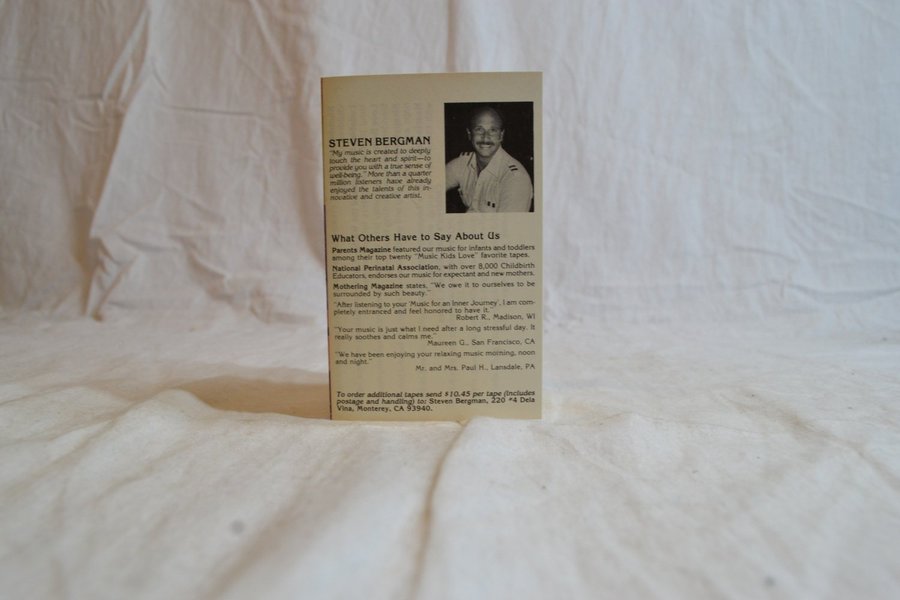 STEVEN BERGMAN
"My music is created to deeply
touch the heart and spirit—to
provide you with a true sense of
well-being." More than a quarter
million listeners have already
enjoyed the talents of this in-
novative and creative artist.
What Others Have to Say About Us
Parents Magazine featured our music for infants and toddlers
among their top twenty "Music Kids Love" favorite tapes.
National Perinatal Association, with over 8,000 Childbirth
Educators, endorses our music for expectant and new mothers.
Mothering Magazine states, "We owe it to ourselves to be
surrounded by such beauty."
"After listening to your 'Music for an Inner Journey', I am com-
pletely entranced and feel honored to have it.
Robert R., Madison, WI
"Your music is just what I need after a long stressful day. It
really soothes and calms me."
Maureen G., San Francisco, CA
"We have been enjoying your relaxing music morning, noon
and night."
Mr. and Mrs. Paul H., Lansdale, PA
To order additional tapes send $10.45 per tape (includes
postage and handling) to: Steven Bergman, 220 #4 Dela
Vina, Monterey, CA 93940.